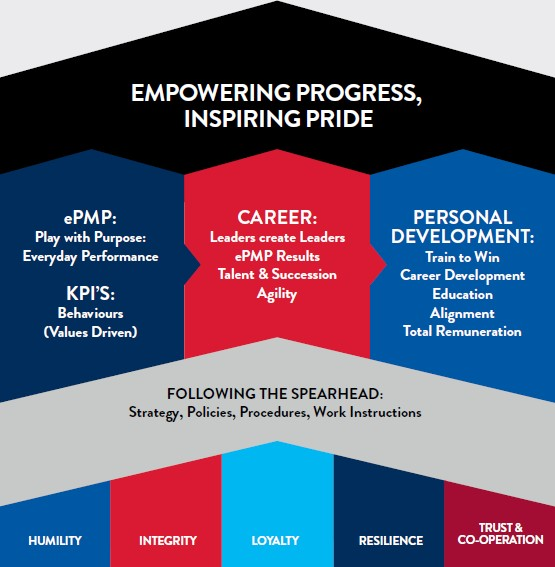 EMPOWERING PROGRESS,
INSPIRING PRIDE
ePMP:
Play with Purpose:
Everyday Performance
KPI'S:
Behaviours
(Values Driven)
CAREER:
Leaders create Leaders
ePMP Results
Talent & Succession
Agility
PERSONAL
DEVELOPMENT:
Train to Win
Career Development
Education
Alignment
Total Remuneration
FOLLOWING THE SPEARHEAD:
Strategy, Policies, Procedures, Work Instructions
HUMILITY
INTEGRITY
LOYALTY
RESILIENCE
TRUST &
CO-OPERATION